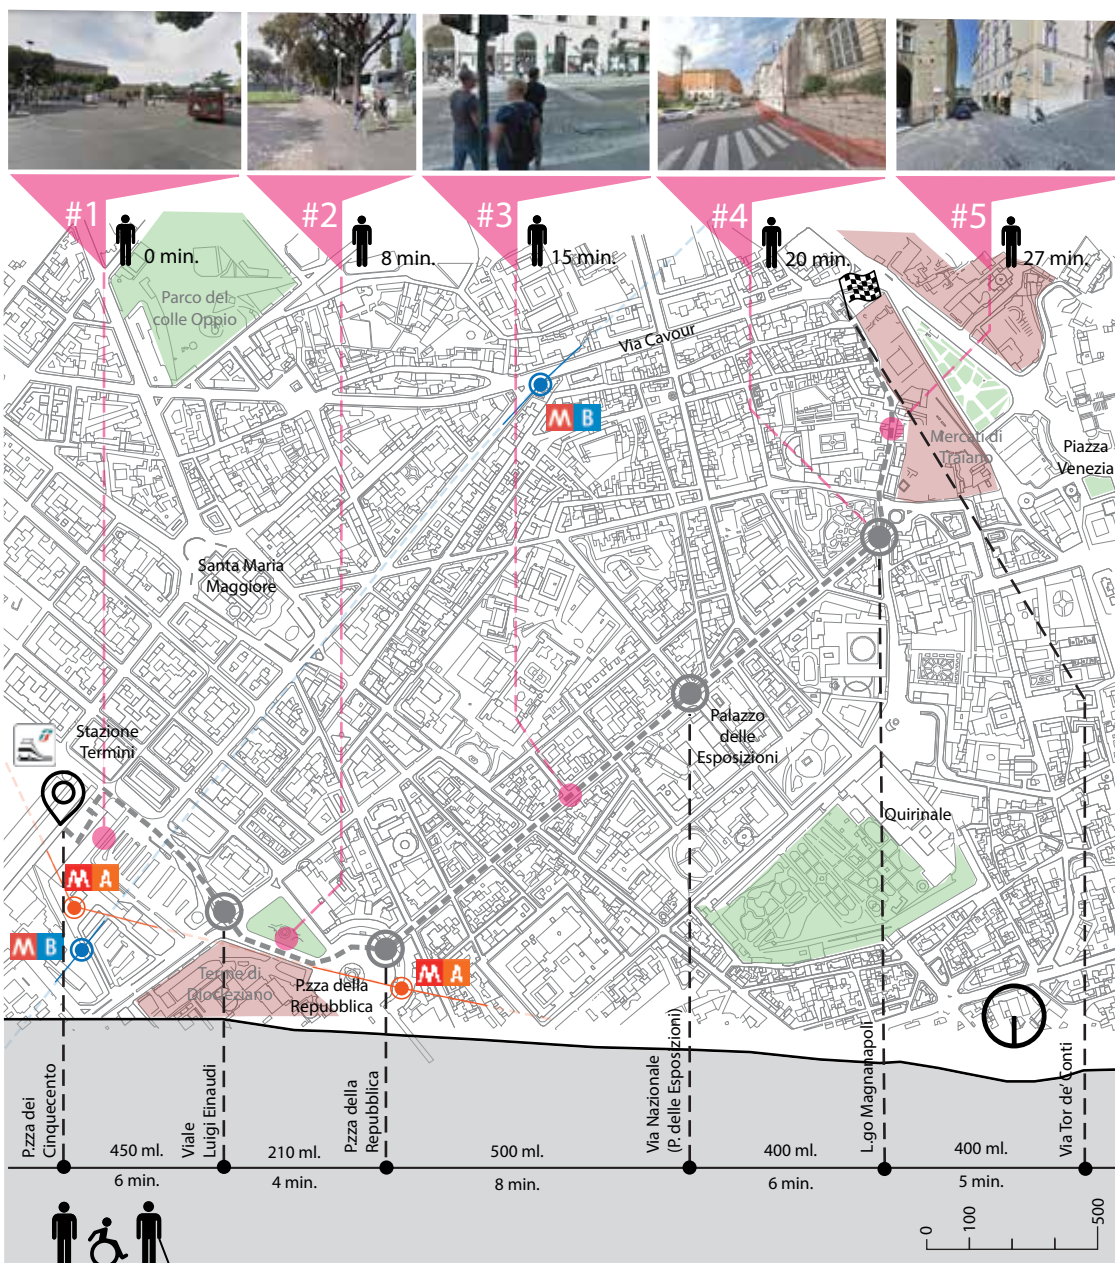 #1
#2
#3
#4
#5
0 min.
8 min.
15 min.
20 min.
27 min.
Parco del
colle Oppio
Via Cavour
M B
Mercati di
Traiano
Piazza
Venezia
Santa Maria
Maggiore
Stazione
Termini
Palazzo
delle
Esposizioni
Quirinale
M A
M B
M A
Terme di
Diocleziano
P.zza della
Repubblica
P.zza dei
Cinquecento
Viale
Luigi Einaudi
P.zza della
Repubblica
Via Nazionale
(P. delle Esposizioni)
L.go Magnanapoli
Via Tor de' Conti
450 ml.
210 ml.
500 ml.
400 ml.
400 ml.
6 min.
4 min.
8 min.
6 min.
5 min.
0
100
500